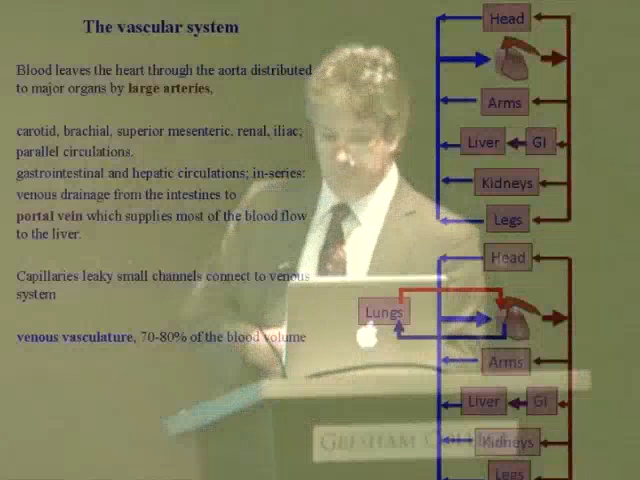 The vascular system
Blood leaves the heart through the aorta distributed
to major organs by large arteries,
carotid, brachial, superior mesenteric, renal, iliac;
parallel circulations.
gastrointestinal and hepatic circulations; in-series:
venous drainage from the intestines to
portal vein which supplies most of the blood flow
to the liver.
Capillaries leaky small channels connect to venous
system
venous vasculature, 70-80% of the blood volume
Head
Arms
Liver
GI
Kidneys
Legs
Head
Lungs
Arms
Liver
GI
Kidneys
Legs
GRESHAM